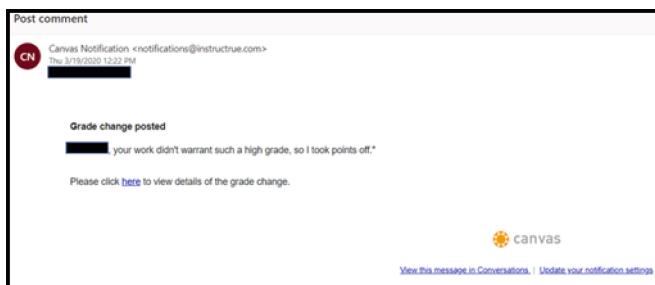 Post comment
CN
Canvas Notification <notifications@instructrue.com>
Thu 3/19/2020 12:22 PM
Grade change posted
, your work didn't warrant such a high grade, so I took points off.*
Please click here to view details of the grade change.
canvas
View this message in Conversations. | Update your notification settings